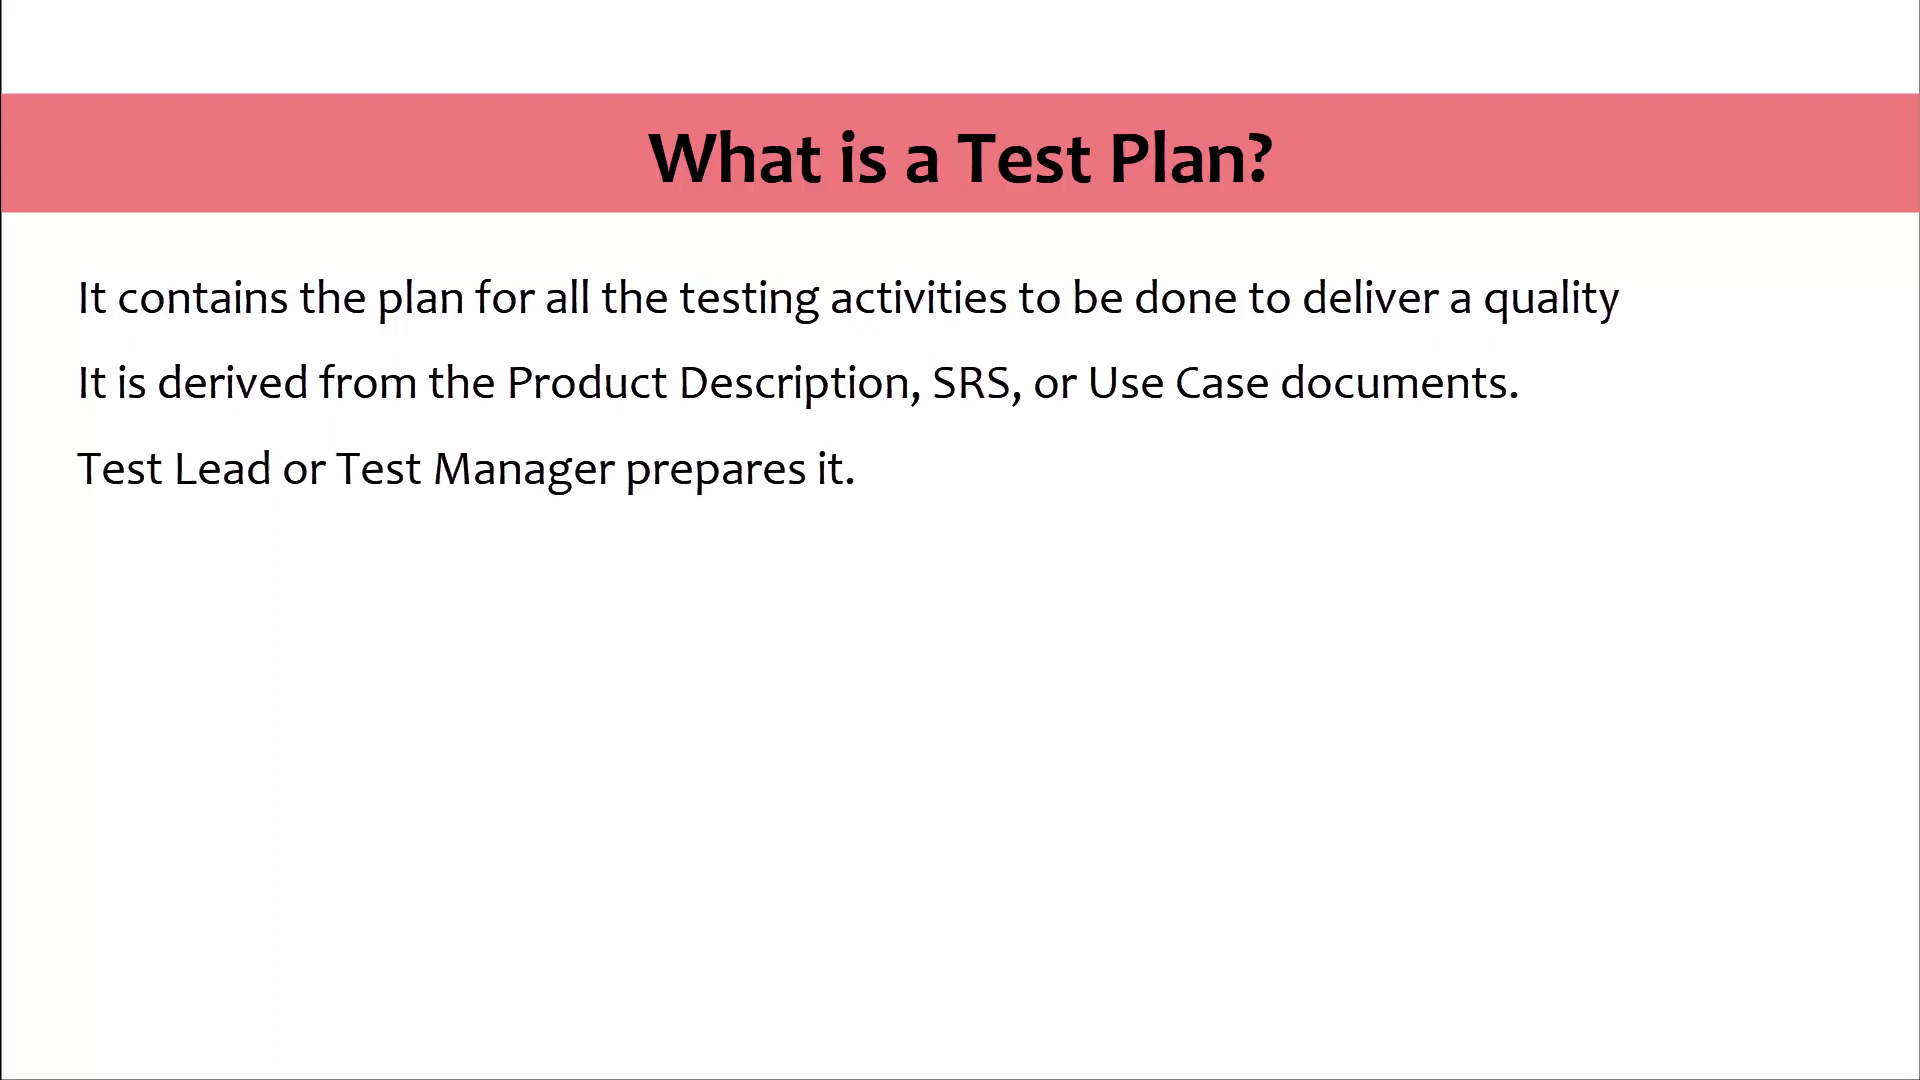 What is a Test Plan?
It contains the plan for all the testing activities to be done to deliver a quality
It is derived from the Product Description, SRS, or Use Case documents.
Test Lead or Test Manager prepares it.